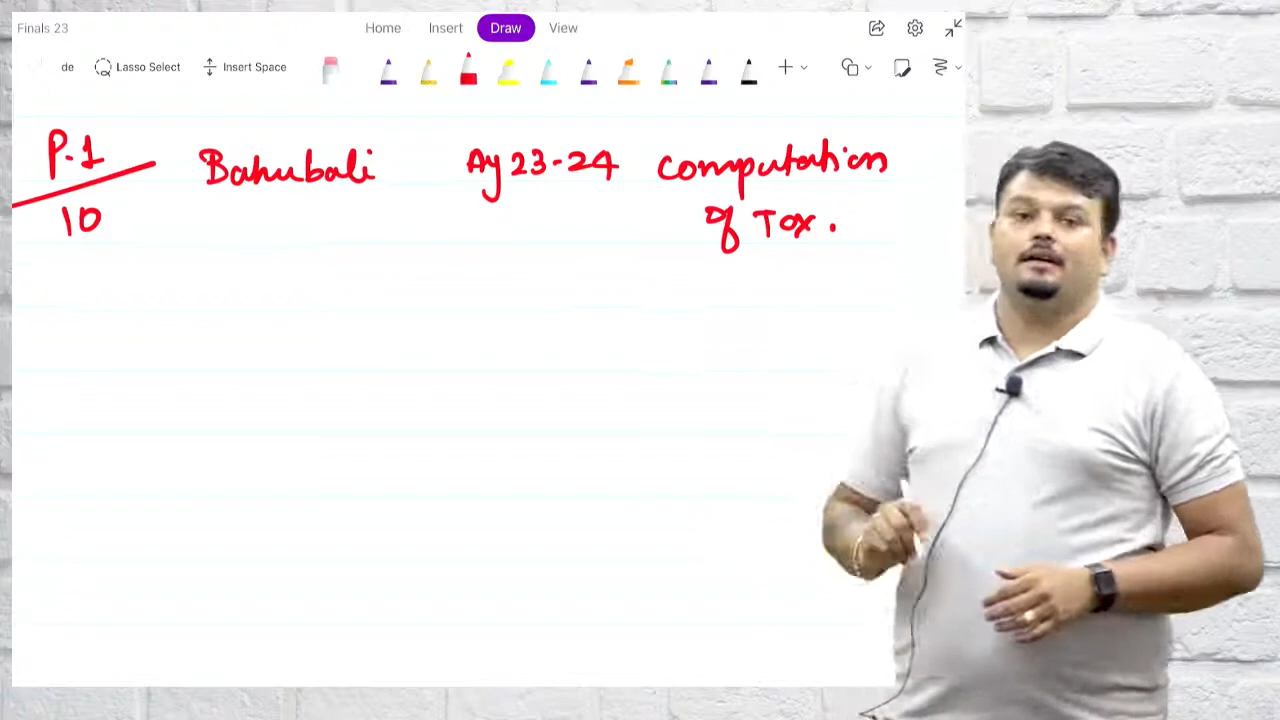 Finals 23
Home Insert Draw View
de Lasso Select Insert Space
P.1 Bahubali Ay 23-24 computation
10 of Tax.